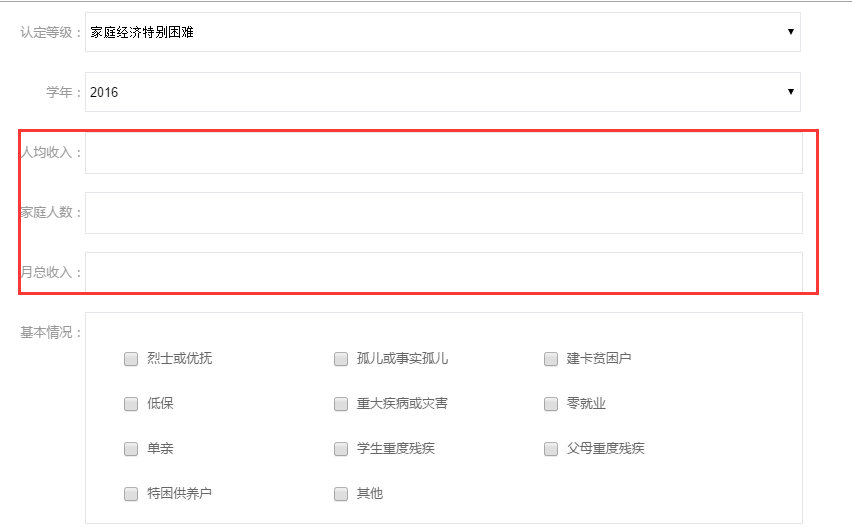 认定等级： 家庭经济特别困难
学年： 2016
人均收入：
家庭人数：
月总收入：
基本情况：
烈士或优抚 孤儿或事实孤儿 建卡贫困户
低保 重大疾病或灾害 零就业
单亲 学生重度残疾 父母重度残疾
特困供养户 其他